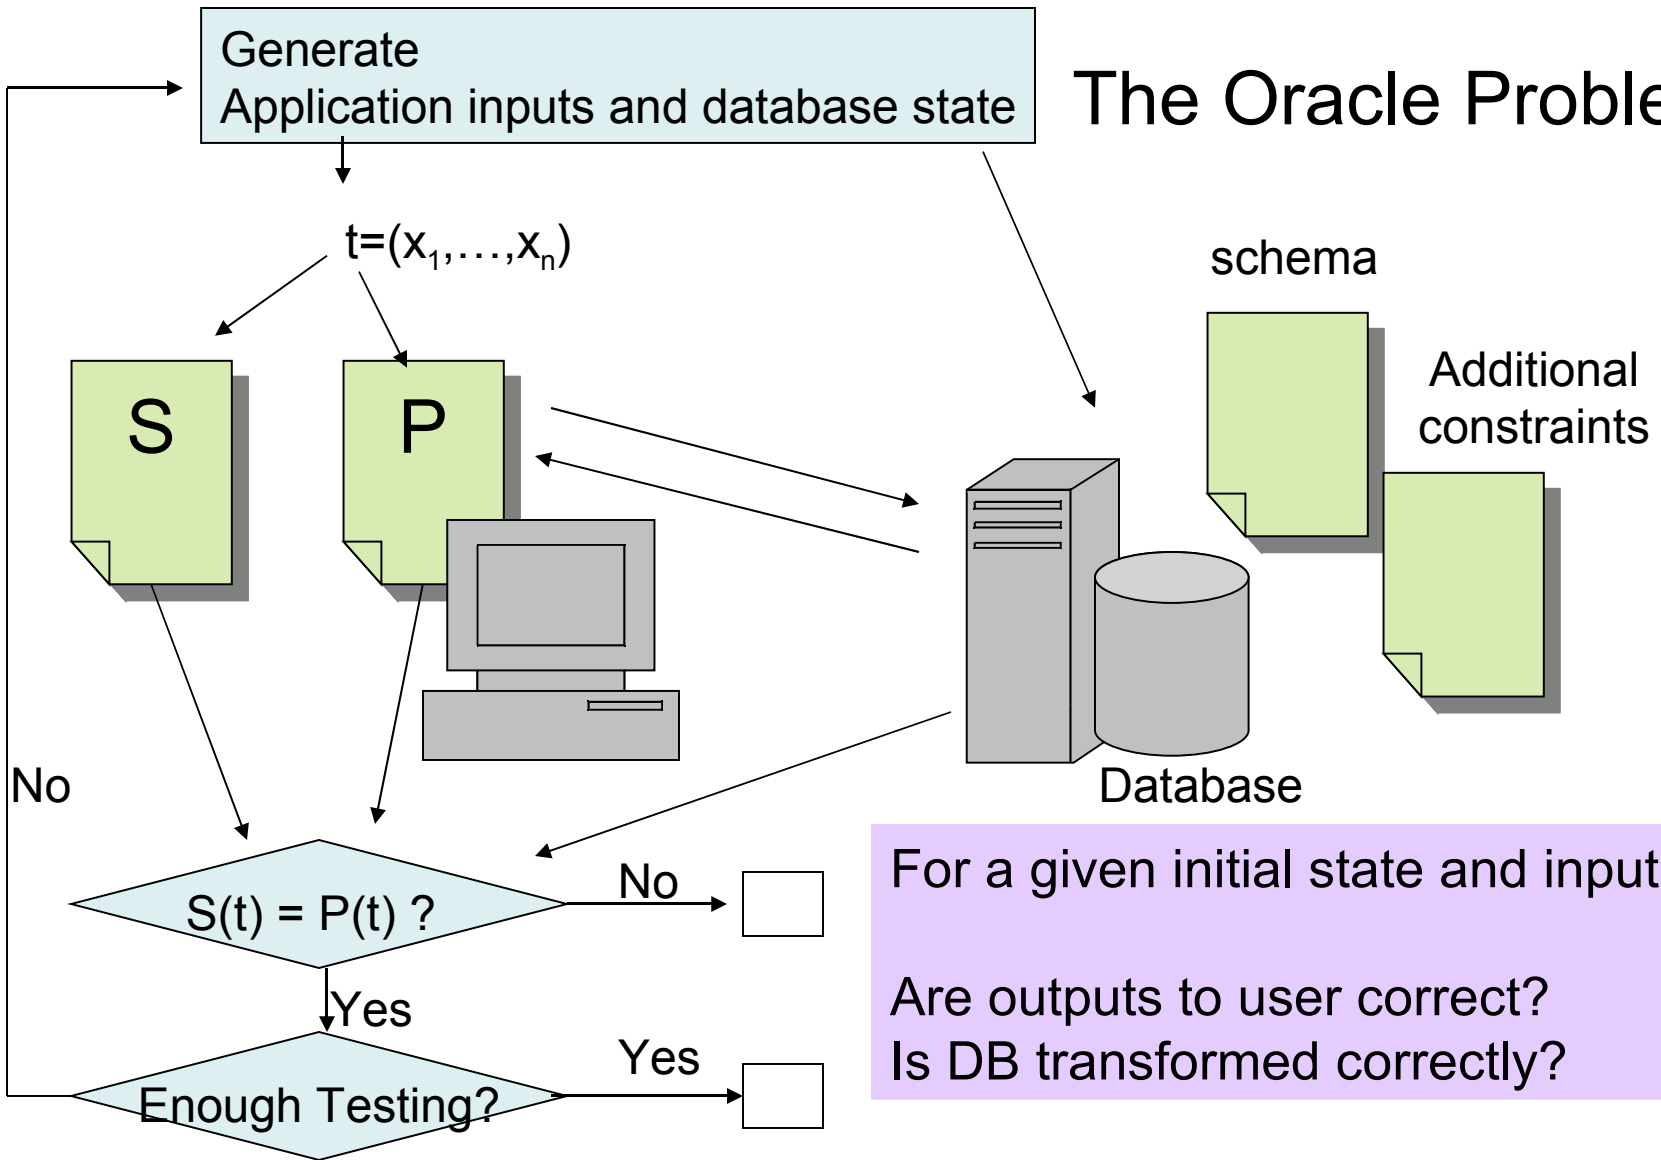 Generate
Application inputs and database state
The Oracle Proble
t=(x1,…,xn)
schema
Additional
constraints
S
P
Database
No
S(t) = P(t) ?
No
For a given initial state and input
Yes
Are outputs to user correct?
Is DB transformed correctly?
Enough Testing?
Yes